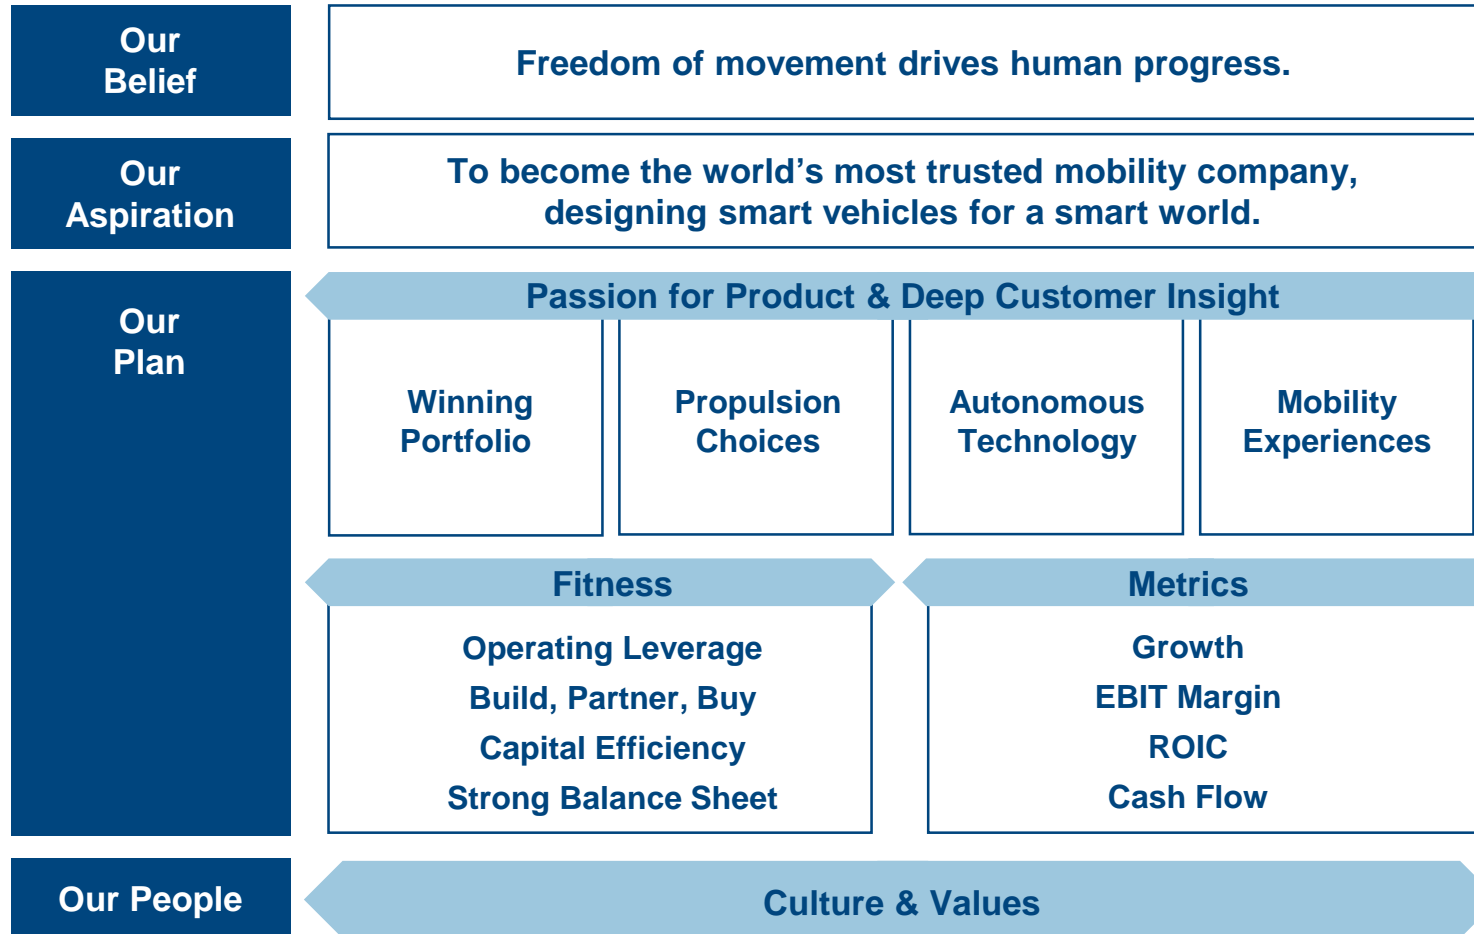 Our
Belief
Freedom of movement drives human progress.
Our
Aspiration
To become the world’s most trusted mobility company,
designing smart vehicles for a smart world.
Our
Plan
Passion for Product & Deep Customer Insight
Winning
Portfolio
Propulsion
Choices
Autonomous
Technology
Mobility
Experiences
Fitness
Operating Leverage
Build, Partner, Buy
Capital Efficiency
Strong Balance Sheet
Metrics
Growth
EBIT Margin
ROIC
Cash Flow
Our People
Culture & Values